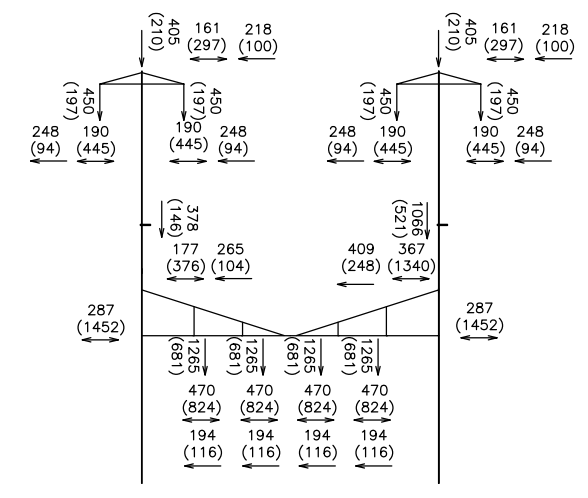 405 161 218 405 161 218
(210) (297) (100) (210) (297) (100)
450 450 450 450
(197) (197) (197) (197)
248 190 190 248 248 190 190 248
(94) (445) (445) (94) (94) (445) (445) (94)
378 1066
(146) (521)
177 265 409 367
(376) (104) (248) (1340)
287 287
(1452) (1452)
1265 1265 1265 1265
(681) (681) (681) (681)
470 470 470 470
(824) (824) (824) (824)
194 194 194 194
(116) (116) (116) (116)